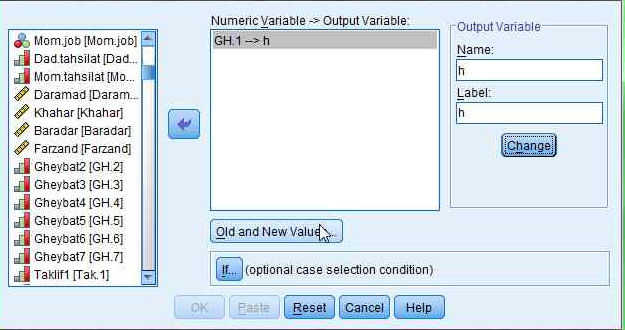 Mom.job [Mom.job]
Dad.tahsilat [Dad...
Mom.tahsilat [Mo...
Daramad [Daram...
Khahar [Khahar]
Baradar [Baradar]
Farzand [Farzand]
Gheybat2 [GH.2]
Gheybat3 [GH.3]
Gheybat4 [GH.4]
Gheybat5 [GH.5]
Gheybat6 [GH.6]
Gheybat7 [GH.7]
Taklif1 [Tak.1]
Numeric Variable -> Output Variable:
GH.1 --> h
Output Variable
Name:
h
Label:
h
Change
Old and New
If... (optional case selection condition)
OK Paste Reset Cancel Help